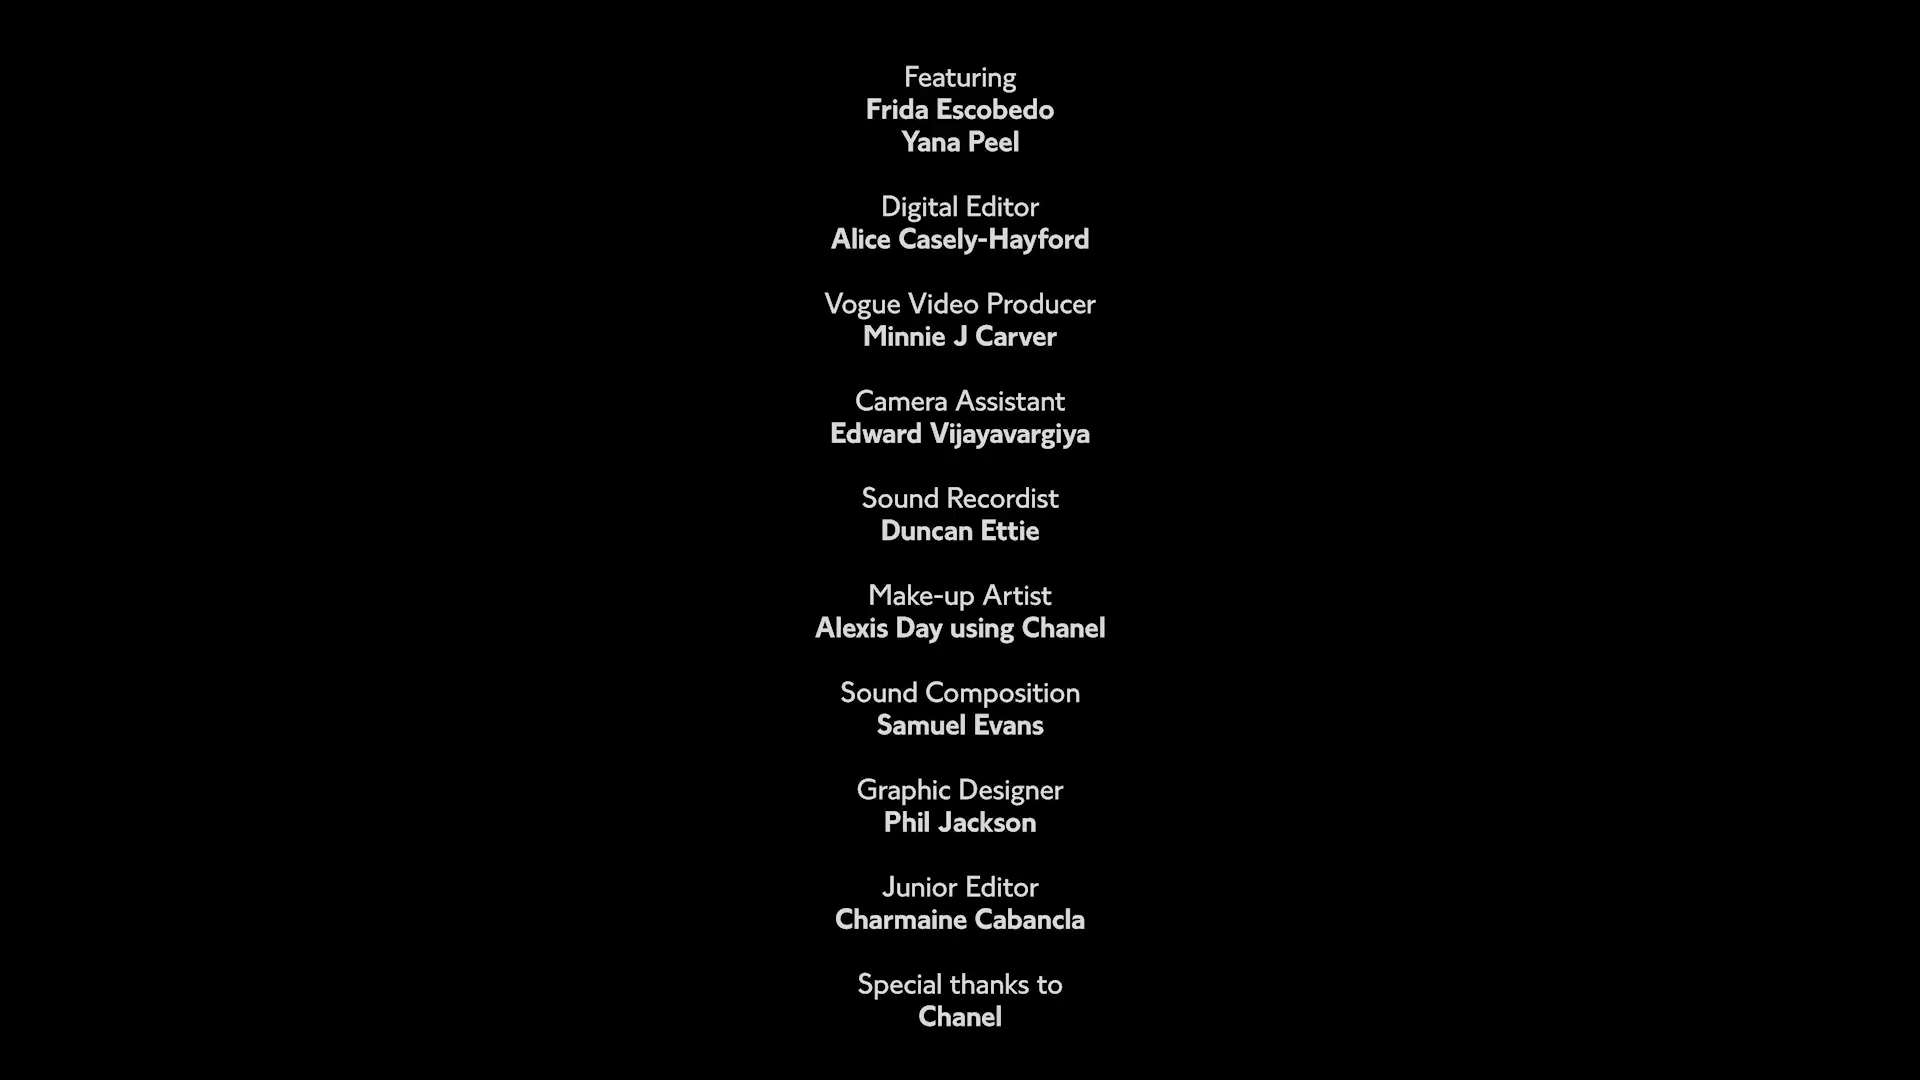 Featuring
Frida Escobedo
Yana Peel
Digital Editor
Alice Casely-Hayford
Vogue Video Producer
Minnie J Carver
Camera Assistant
Edward Vijayavargiya
Sound Recordist
Duncan Ettie
Make-up Artist
Alexis Day using Chanel
Sound Composition
Samuel Evans
Graphic Designer
Phil Jackson
Junior Editor
Charmaine Cabancla
Special thanks to
Chanel